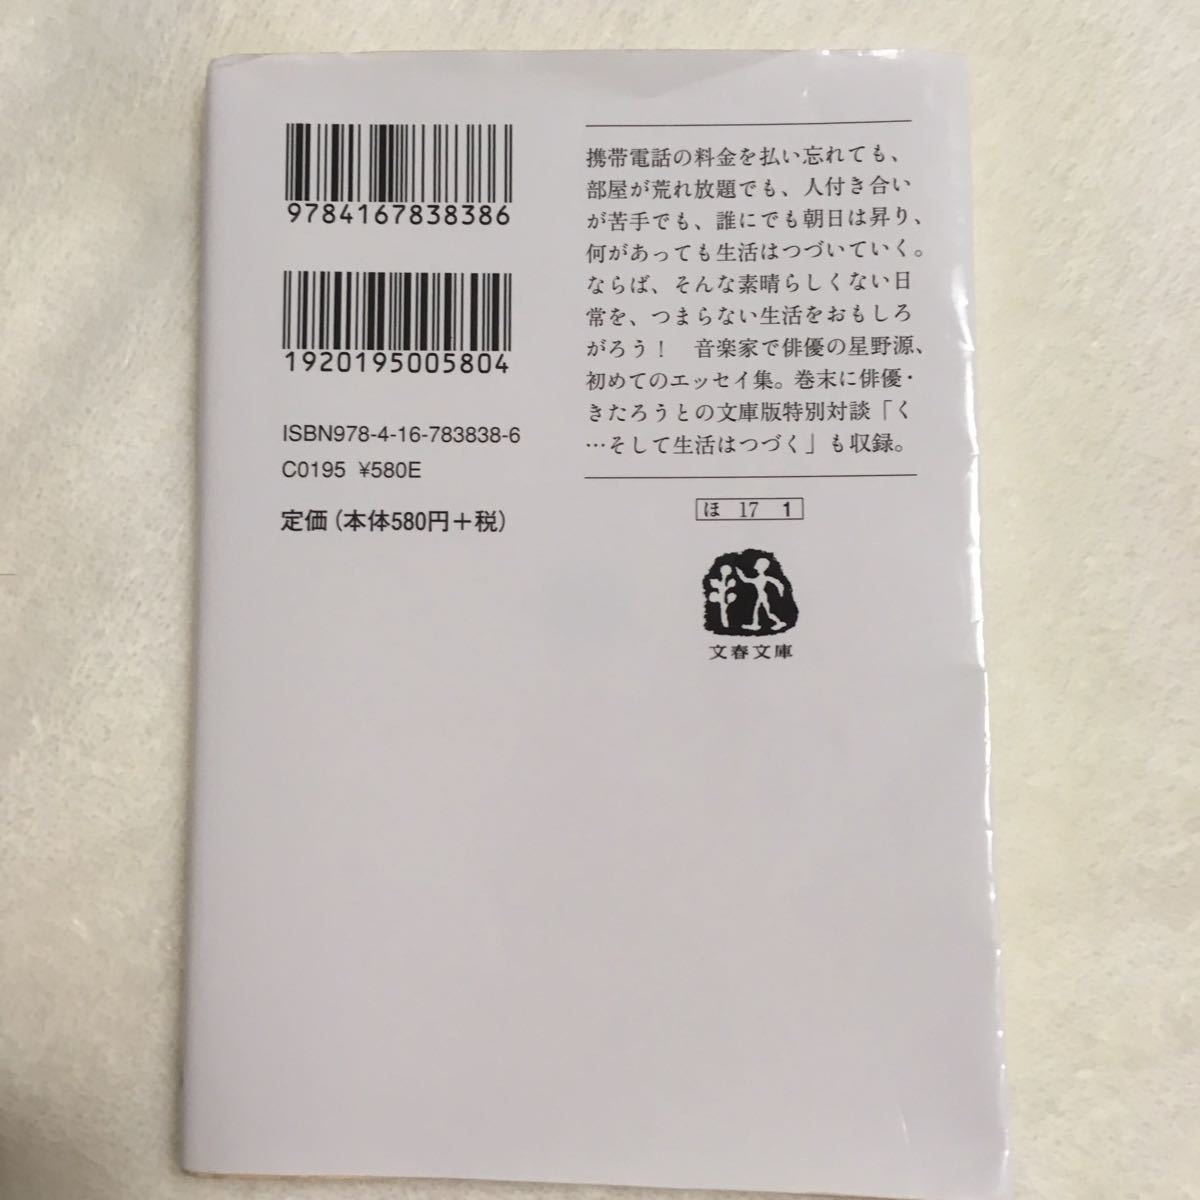 9784167838386
1920195005804
ISBN978-4-16-783838-6
C0195 ¥580E
定価(本体580円+税)
携帯電話の料金を払い忘れても、
部屋が荒れ放題でも、人付き合い
が苦手でも、誰にでも朝日は昇り、
何があっても生活はつづいていく。
ならば、そんな素晴らしくない日
常を、つまらない生活をおもしろ
がろう! 音楽家で俳優の星野源、
初めてのエッセイ集。巻末に俳優・
きたろうとの文庫版特別対談「く
…そして生活はつづく」も収録。
ほ 17 1
文春文庫